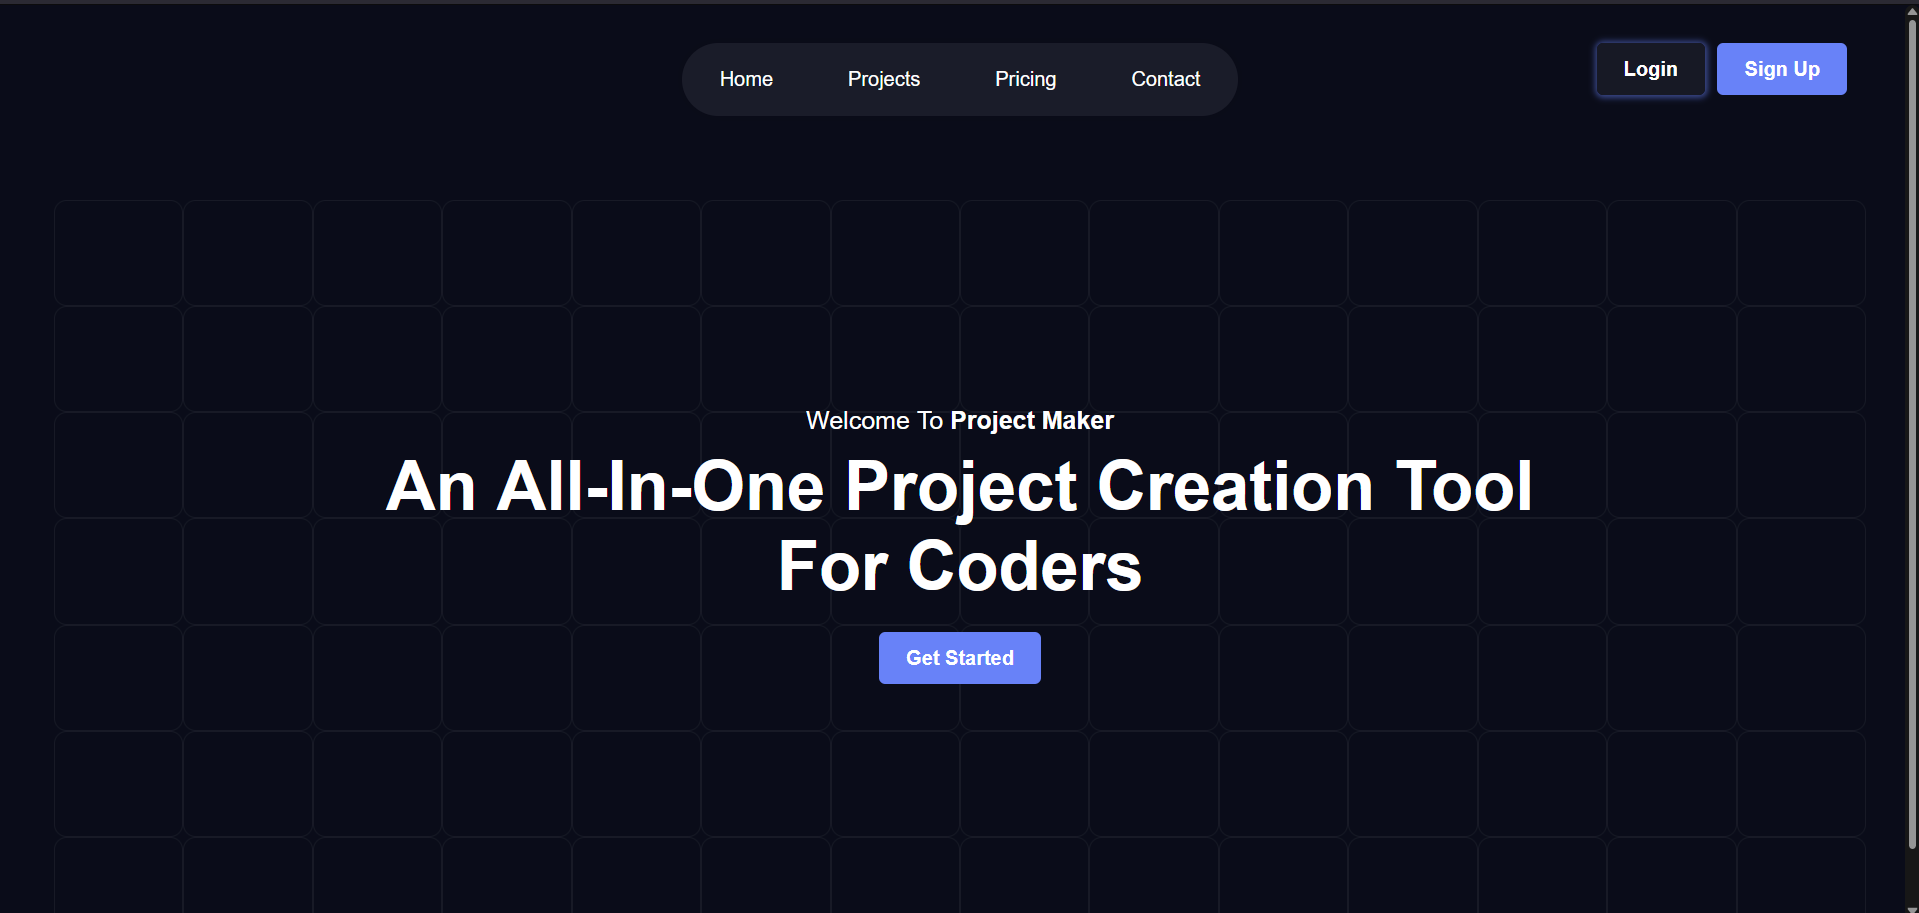 Home Projects Pricing Contact Login Sign Up
Welcome To Project Maker
An All-In-One Project Creation Tool
For Coders
Get Started